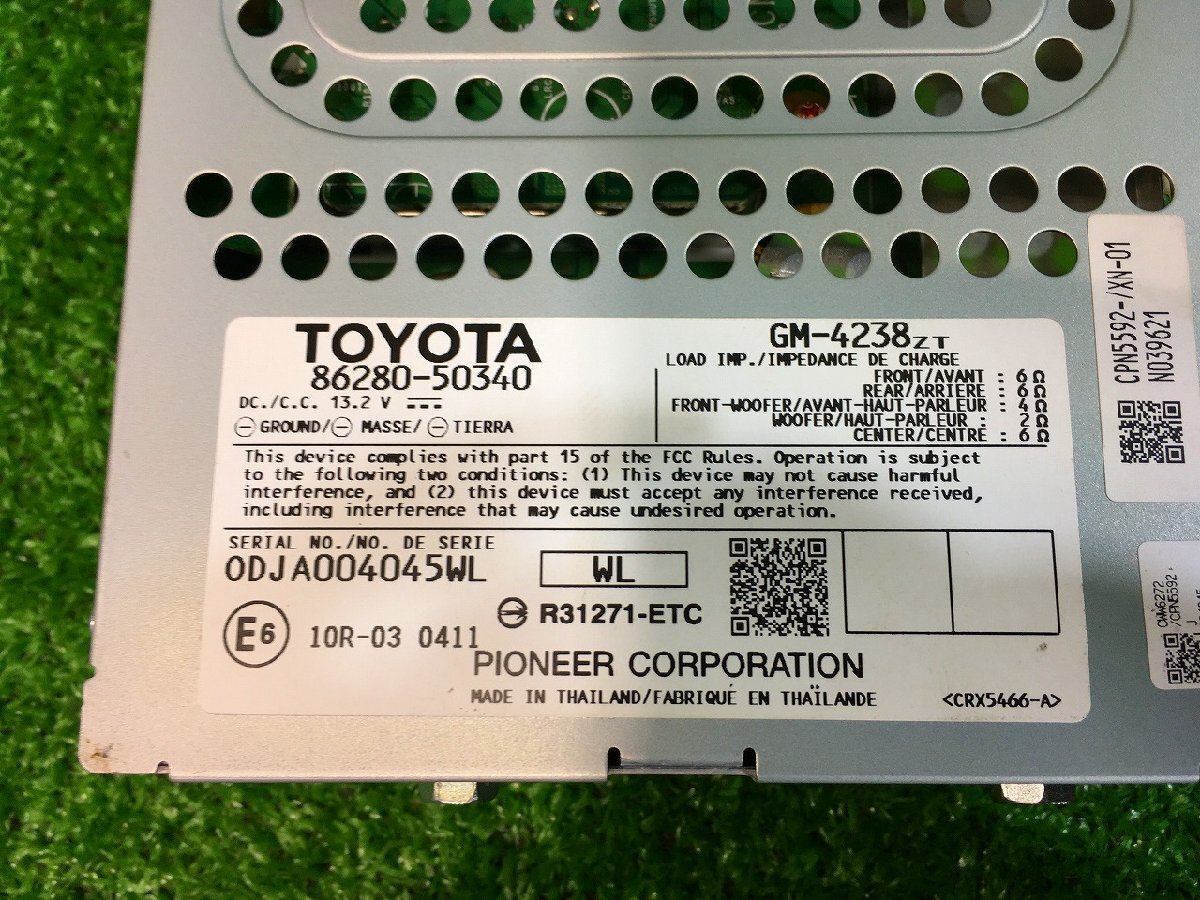 TOYOTA
86280-50340
DC./C.C. 13.2 V
GROUND/ MASSE/ TIERRA
GM-4238ZT
LOAD IMP./IMPEDANCE DE CHARGE
FRONT/AVANT : 6Ω
REAR/ARRIERE : 6Ω
FRONT-WOOFER/AVANT-HAUT-PARLEUR : 4Ω
WOOFER/HAUT-PARLEUR : 2Ω
CENTER/CENTRE : 6Ω
This device complies with part 15 of the FCC Rules. Operation is subject
to the following two conditions: (1) This device may not cause harmful
interference, and (2) this device must accept any interference received,
including interference that may cause undesired operation.
SERIAL NO./NO. DE SERIE
0DJA004045WL
WL
R31271-ETC
E6
10R-03 0411
PIONEER CORPORATION
MADE IN THAILAND/FABRIQUÉ EN THAÏLANDE
<CRX5466-A>
CPN5592-/XN-01
N039621
CWW6272
/CPN5592